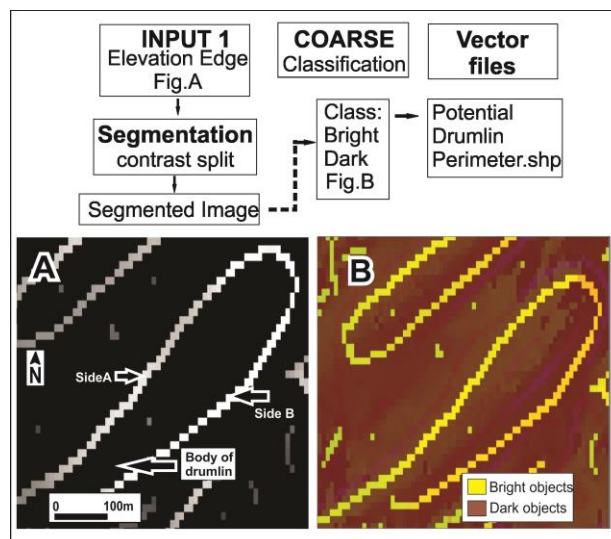 INPUT 1
Elevation Edge
Fig.A
COARSE
Classification
Vector
files
Segmentation
contrast split
Segmented Image
Class:
Bright
Dark
Fig.B
Potential
Drumlin
Perimeter.shp
A
N
SideA
Side B
Body of
drumlin
0 100m
B
Bright objects
Dark objects